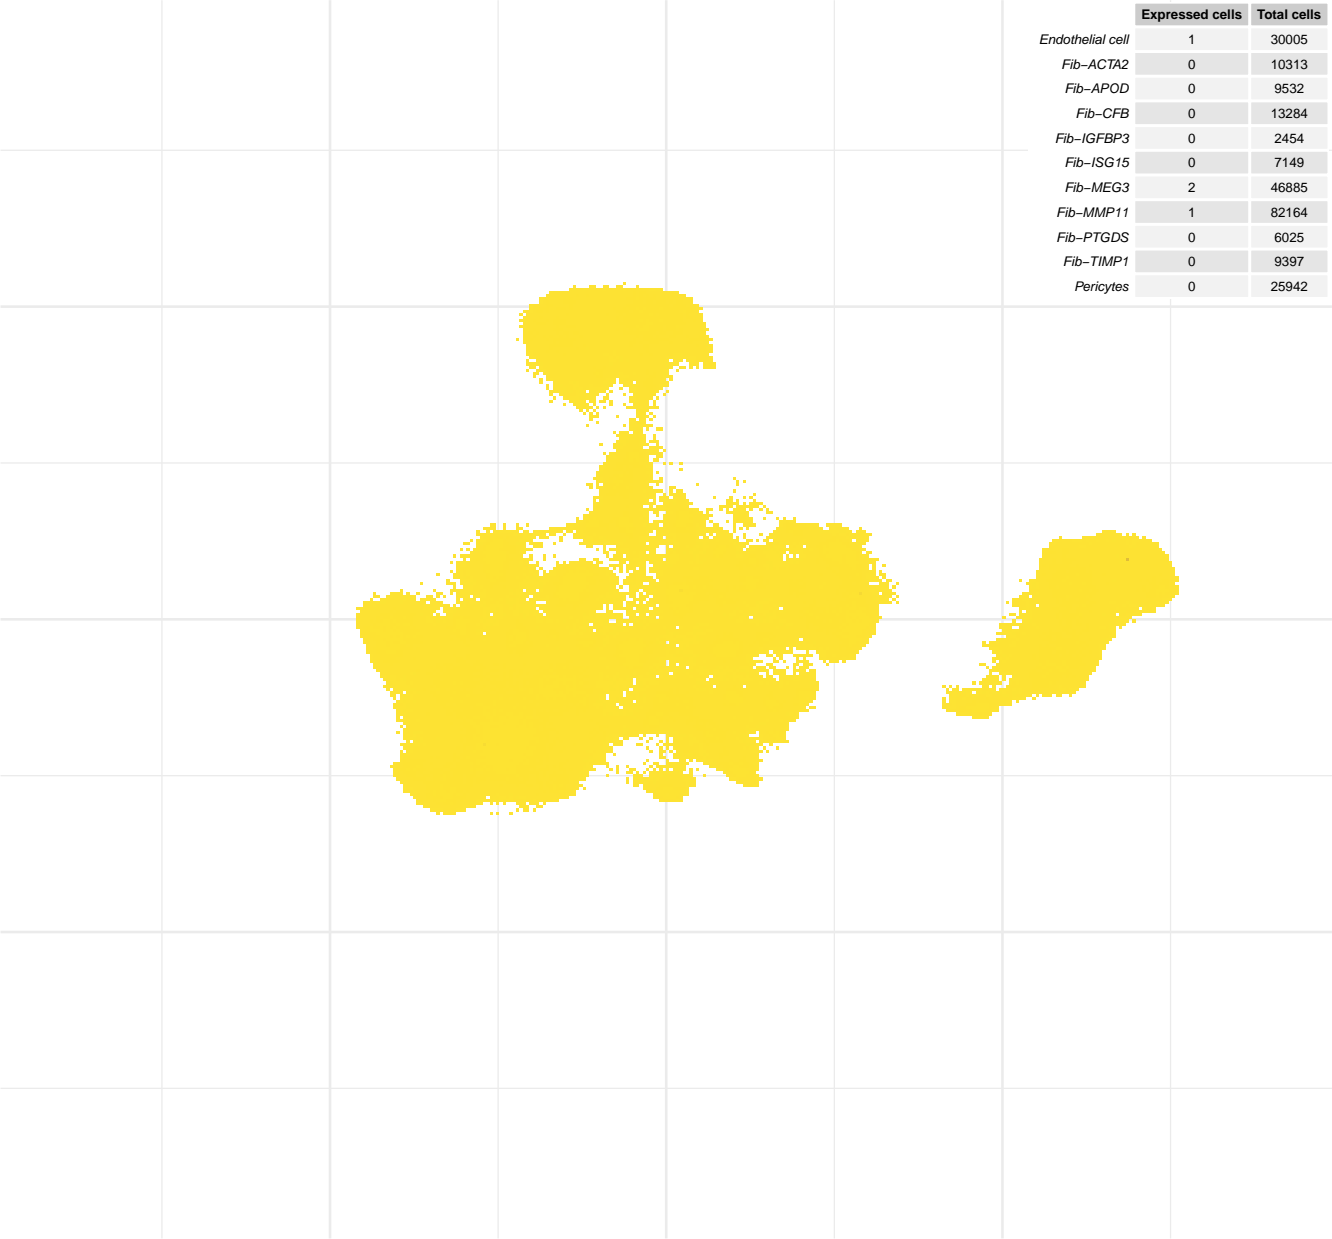 Expressed cells Total cells
Endothelial cell 1 30005
Fib−ACTA2 0 10313
Fib−APOD 0 9532
Fib−CFB 0 13284
Fib−IGFBP3 0 2454
Fib−ISG15 0 7149
Fib−MEG3 2 46885
Fib−MMP11 1 82164
Fib−PTGDS 0 6025
Fib−TIMP1 0 9397
Pericytes 0 25942